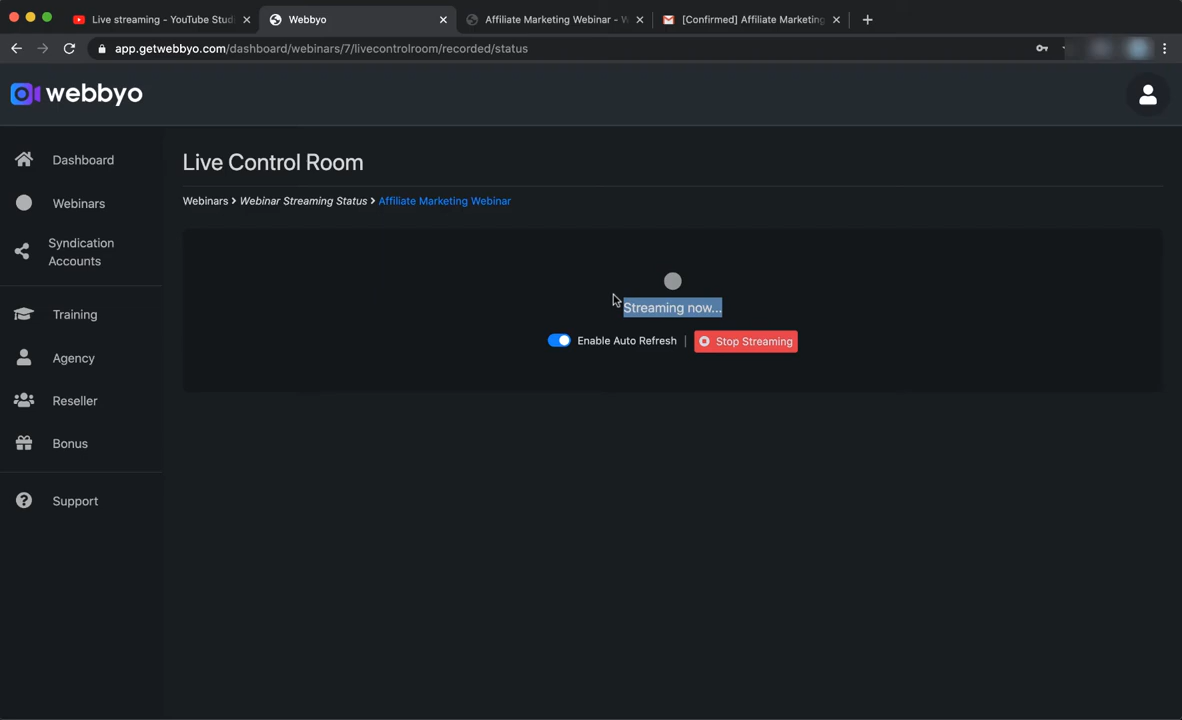 Live streaming - YouTube Studi
Webbyo
Affiliate Marketing Webinar - W
[Confirmed] Affiliate Marketing
app.getwebbyo.com/dashboard/webinars/7/livecontrolroom/recorded/status
webbyo
Dashboard
Webinars
Syndication
Accounts
Training
Agency
Reseller
Bonus
Support
Live Control Room
Webinars > Webinar Streaming Status > Affiliate Marketing Webinar
Streaming now...
Enable Auto Refresh | Stop Streaming